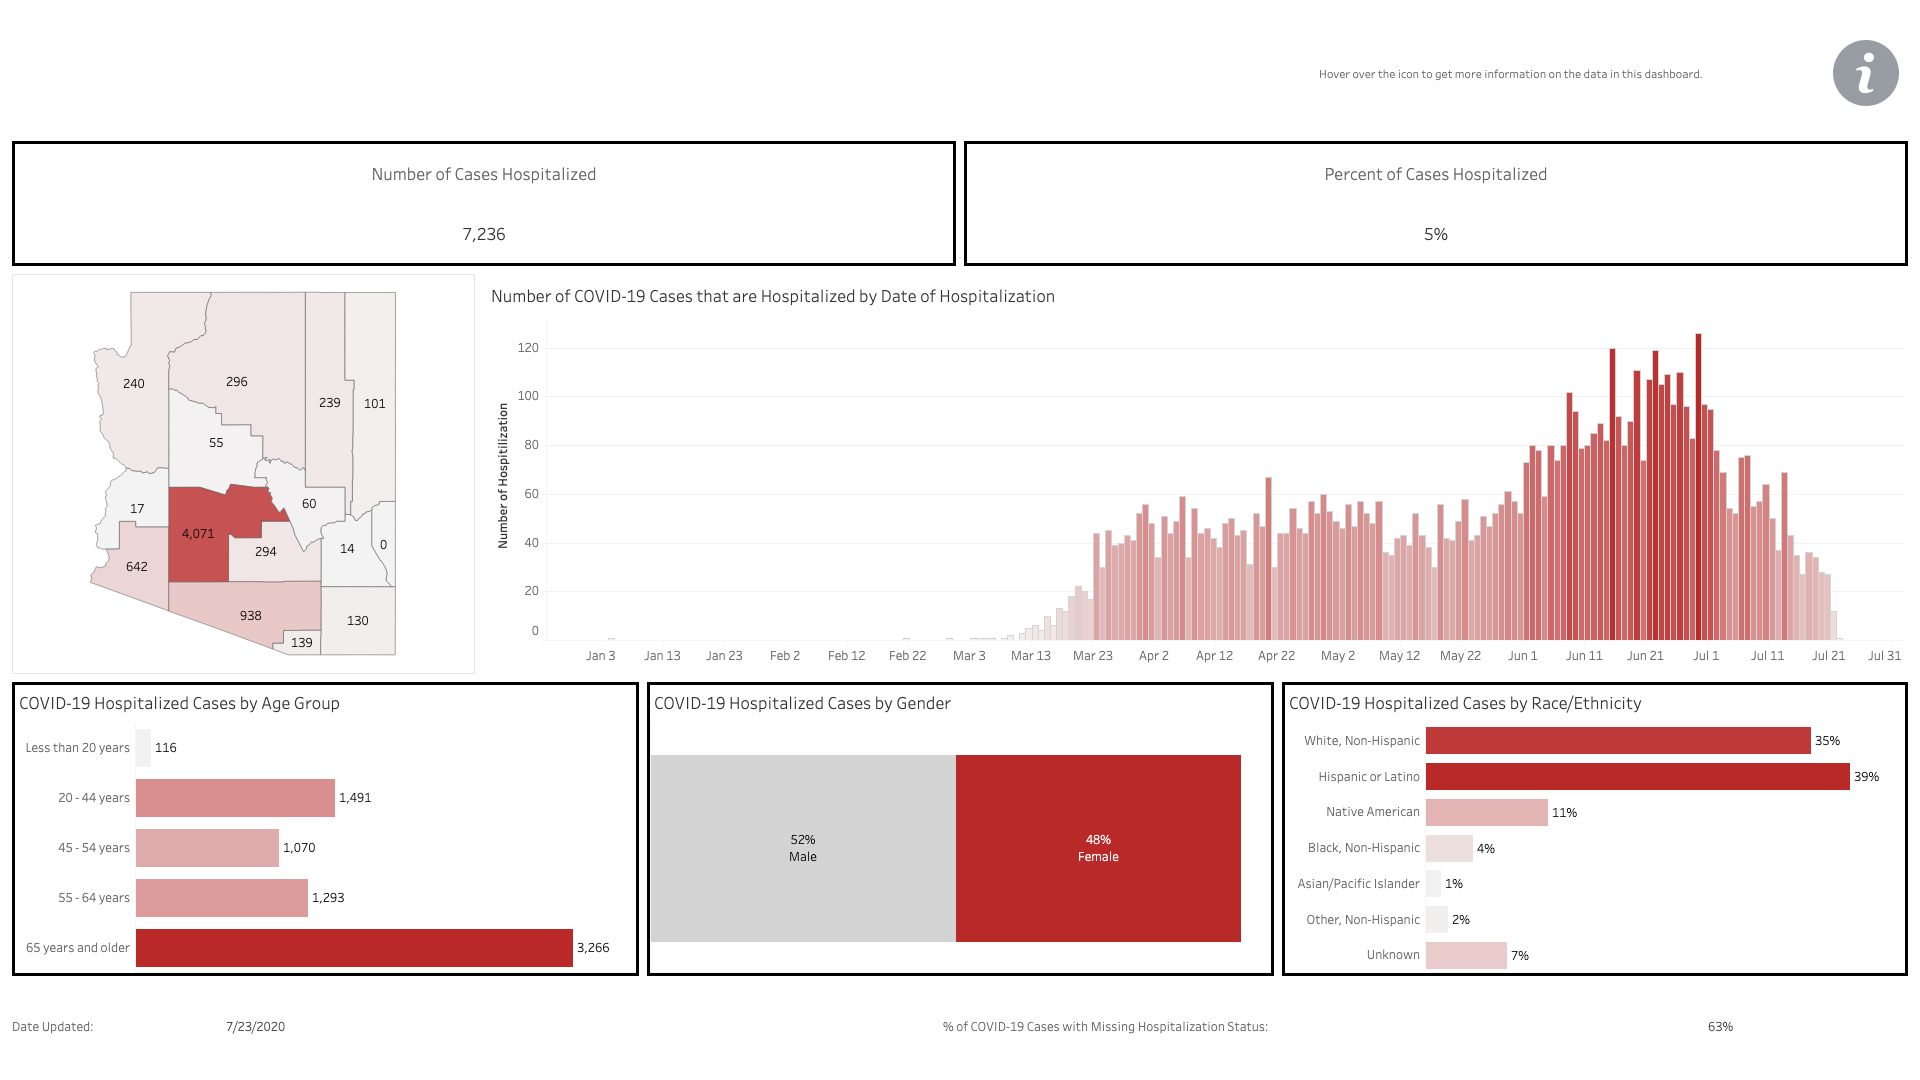 Hover over the icon to get more information on the data in this dashboard.
i
Number of Cases Hospitalized
7,236
Percent of Cases Hospitalized
5%
240
296
239
101
55
17
60
4,071
294
14
0
642
938
130
139
Number of COVID-19 Cases that are Hospitalized by Date of Hospitalization
Number of Hospitilization
120
100
80
60
40
20
0
Jan 3 Jan 13 Jan 23 Feb 2 Feb 12 Feb 22 Mar 3 Mar 13 Mar 23 Apr 2 Apr 12 Apr 22 May 2 May 12 May 22 Jun 1 Jun 11 Jun 21 Jul 1 Jul 11 Jul 21 Jul 31
COVID-19 Hospitalized Cases by Age Group
Less than 20 years 116
20 - 44 years 1,491
45 - 54 years 1,070
55 - 64 years 1,293
65 years and older 3,266
COVID-19 Hospitalized Cases by Gender
52%
Male
48%
Female
COVID-19 Hospitalized Cases by Race/Ethnicity
White, Non-Hispanic 35%
Hispanic or Latino 39%
Native American 11%
Black, Non-Hispanic 4%
Asian/Pacific Islander 1%
Other, Non-Hispanic 2%
Unknown 7%
Date Updated: 7/23/2020
% of COVID-19 Cases with Missing Hospitalization Status: 63%